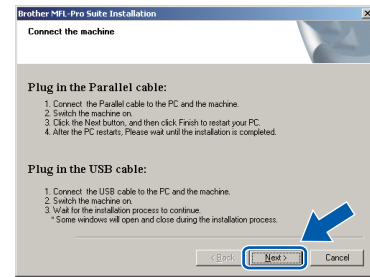 Brother MFL-Pro Suite Installation
Connect the machine
Plug in the Parallel cable:
1. Connect the Parallel cable to the PC and the machine.
2. Switch the machine on.
3. Click the Next button, and then click Finish to restart your PC.
4. After the PC restarts, Please wait until the installation is completed.
Plug in the USB cable:
1. Connect the USB cable to the PC and the machine.
2. Switch the machine on.
3. Wait for the installation process to continue.
* Some windows will open and close during the installation process.
< Back Next > Cancel